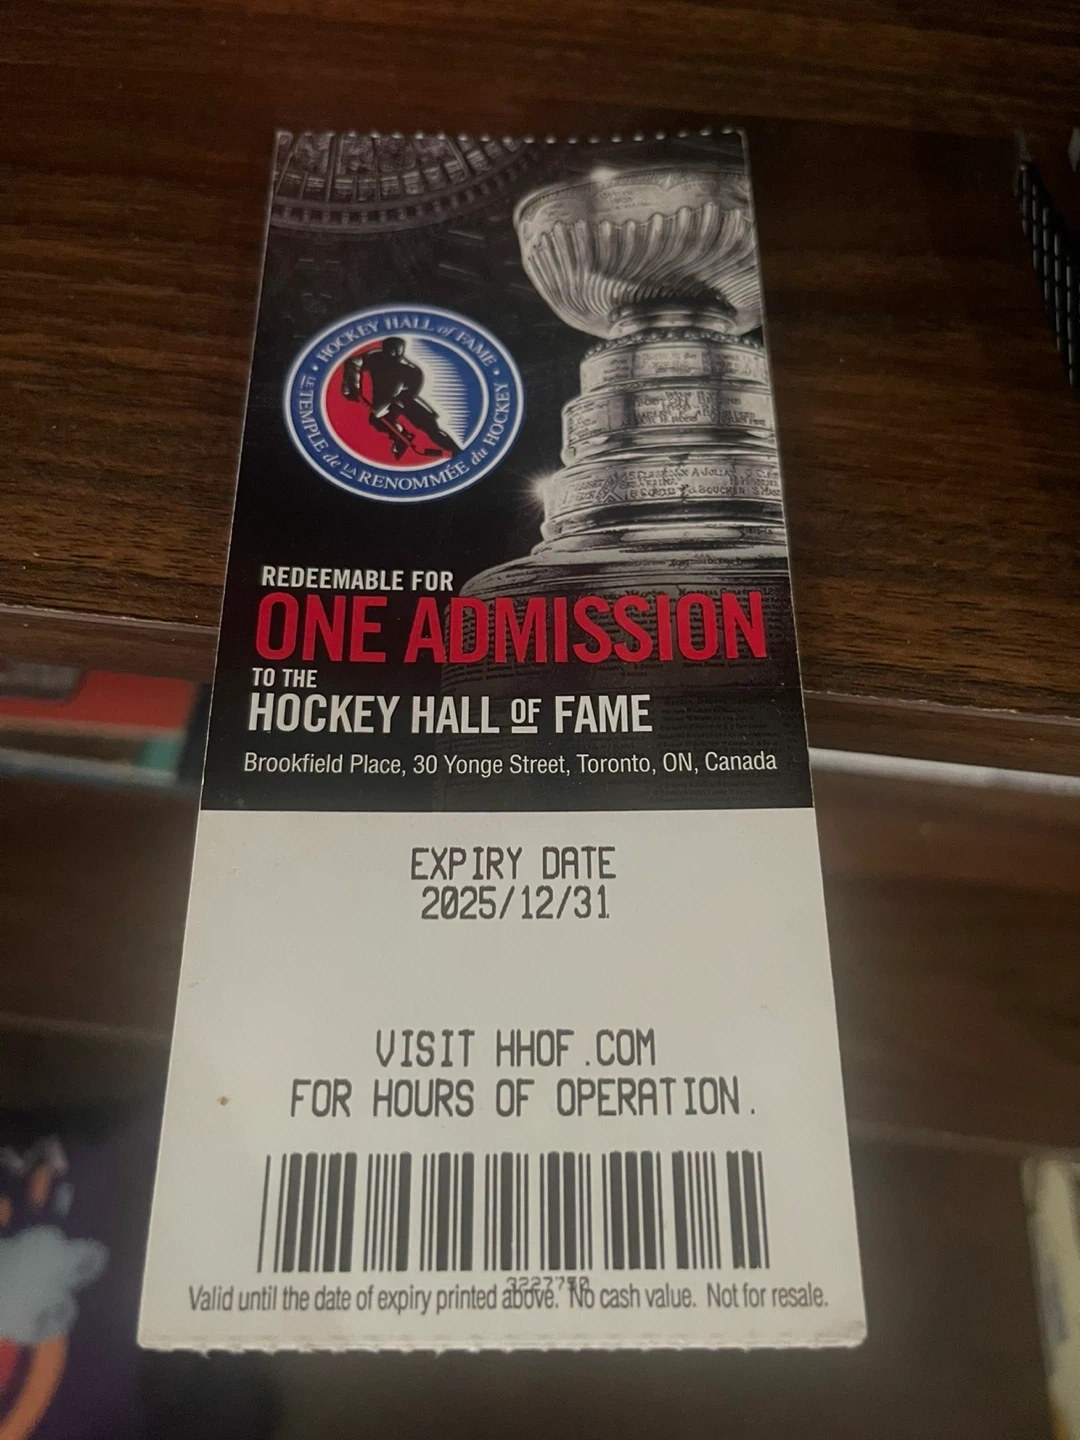 HOCKEY HALL of FAME
LE TEMPLE de LA RENOMMÉE du HOCKEY
REDEEMABLE FOR
ONE ADMISSION
TO THE
HOCKEY HALL OF FAME
Brookfield Place, 30 Yonge Street, Toronto, ON, Canada
EXPIRY DATE
2025/12/31
VISIT HHOF.COM
FOR HOURS OF OPERATION.
3227750
Valid until the date of expiry printed above. No cash value. Not for resale.